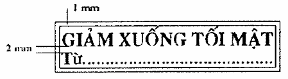 1 mm
2 mm
GIẢM XUỐNG TỐI MẬT
Từ..............................................